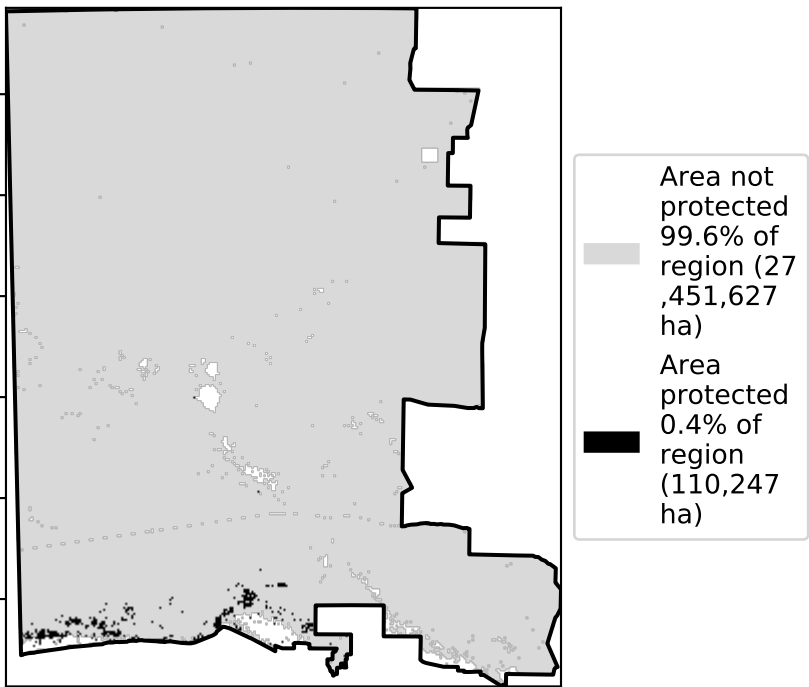 Area not
protected
99.6% of
region (27
,451,627
ha)
Area
protected
0.4% of
region
(110,247
ha)